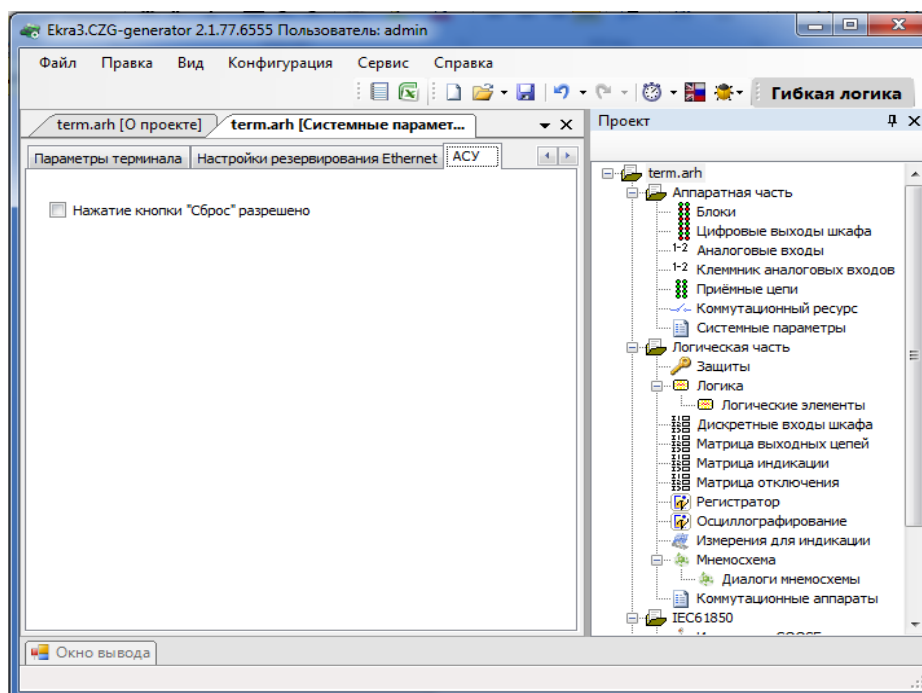 Ekra3.CZG-generator 2.1.77.6555 Пользователь: admin
Файл Правка Вид Конфигурация Сервис Справка
Гибкая логика
term.arh [О проекте] term.arh [Системные парамет...
Параметры терминала Настройки резервирования Ethernet АСУ
Нажатие кнопки "Сброс" разрешено
Проект
term.arh
Аппаратная часть
Блоки
Цифровые выходы шкафа
1-2 Аналоговые входы
1-2 Клеммник аналоговых входов
Приёмные цепи
Коммутационный ресурс
Системные параметры
Логическая часть
Защиты
Логика
Логические элементы
Дискретные входы шкафа
Матрица выходных цепей
Матрица индикации
Матрица отключения
Регистратор
Осциллографирование
Измерения для индикации
Мнемосхема
Диалоги мнемосхемы
Коммутационные аппараты
IEC61850
Окно вывода